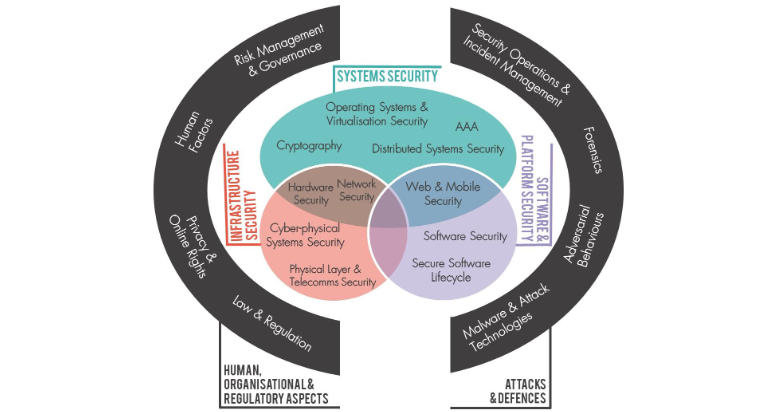 Risk Management
& Governance
Human
Factors
Privacy &
Online Rights
Law & Regulation
HUMAN,
ORGANISATIONAL &
REGULATORY ASPECTS
SYSTEMS SECURITY
Operating Systems &
Virtualisation Security
AAA
Cryptography
Distributed Systems Security
INFRASTRUCTURE
SECURITY
Hardware
Security
Network
Security
Cyber-physical
Systems Security
Physical Layer &
Telecomms Security
Web & Mobile
Security
Software Security
Secure Software
Lifecycle
SOFTWARE &
PLATFORM SECURITY
Security Operations &
Incident Management
Forensics
Adversarial
Behaviours
Malware & Attack
Technologies
ATTACKS
& DEFENCES